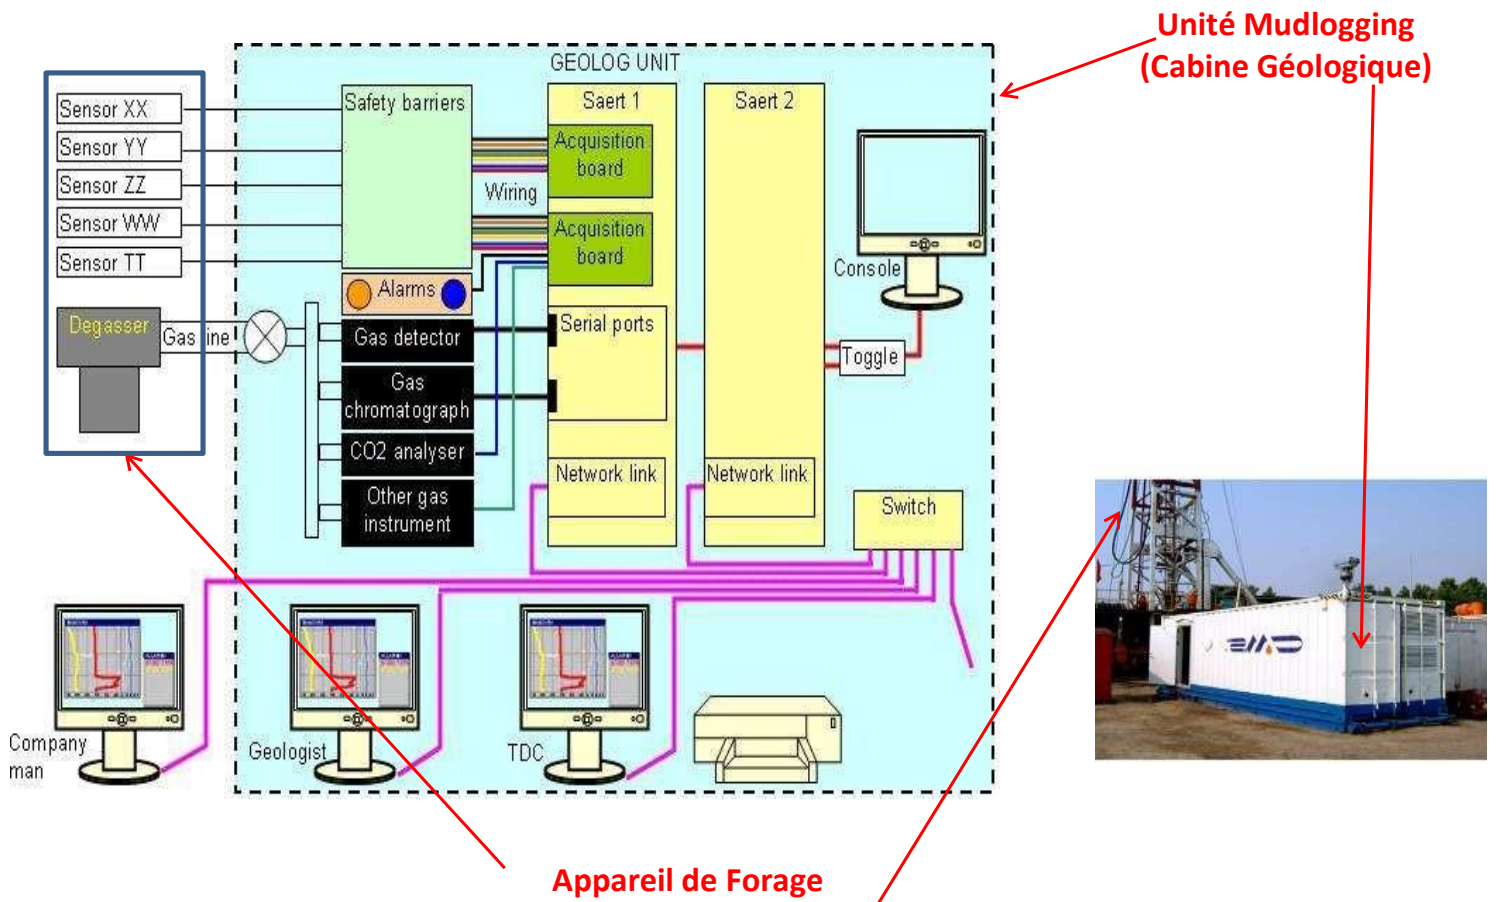 Unité Mudlogging
(Cabine Géologique)
GEOLOG UNIT
Sensor XX
Sensor YY
Sensor ZZ
Sensor WW
Sensor TT
Degasser
Gas line
Safety barriers
Wiring
Alarms
Gas detector
Gas
chromatograph
CO2 analyser
Other gas
instrument
Saert 1
Acquisition
board
Acquisition
board
Serial ports
Network link
Saert 2
Network link
Console
Toggle
Switch
Company
man
Geologist
TDC
Appareil de Forage